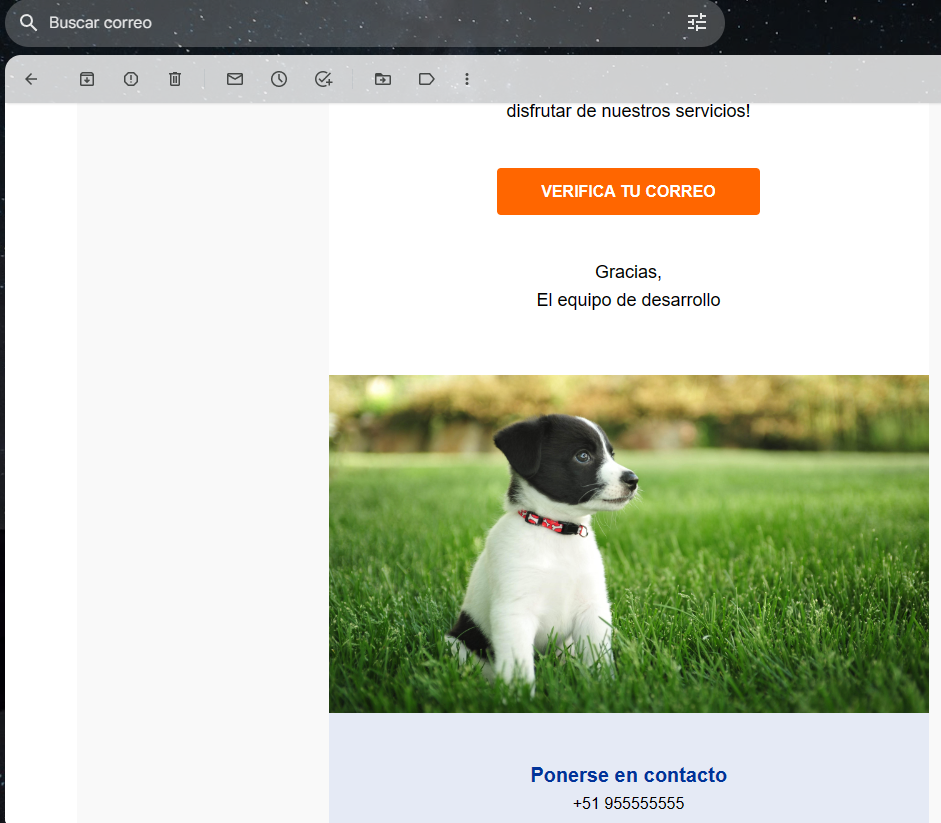 Buscar correo
disfrutar de nuestros servicios!
VERIFICA TU CORREO
Gracias,
El equipo de desarrollo
Ponerse en contacto
+51 955555555